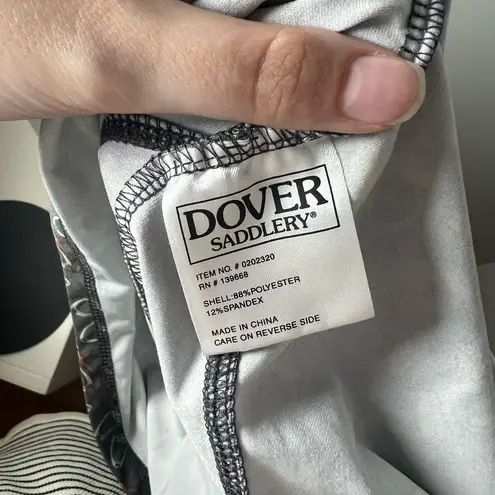 DOVER
SADDLERY®
ITEM NO. # 0202320
RN # 139668
SHELL:88%POLYESTER
12%SPANDEX
MADE IN CHINA
CARE ON REVERSE SIDE